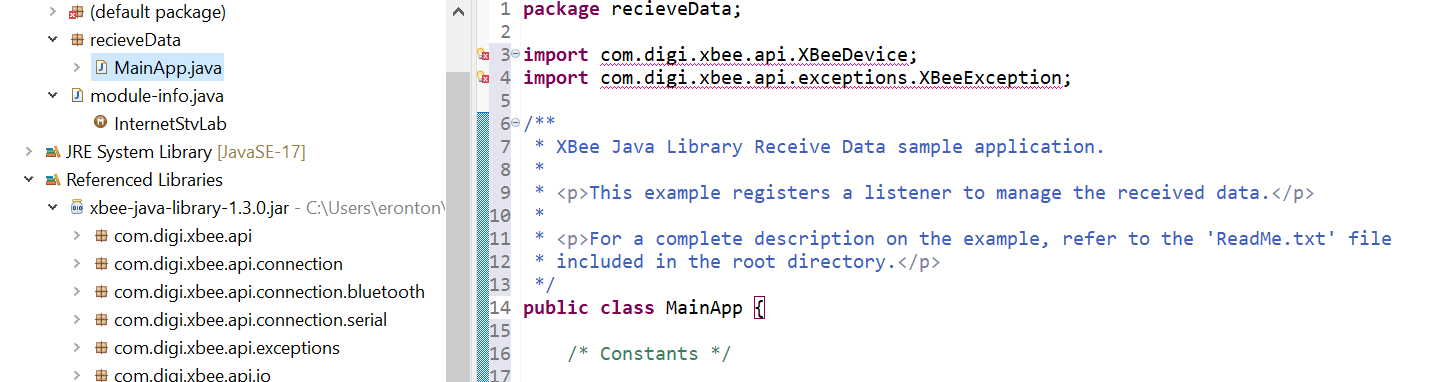 (default package)
recieveData
MainApp.java
module-info.java
InternetStvLab
JRE System Library [JavaSE-17]
Referenced Libraries
xbee-java-library-1.3.0.jar - C:\Users\eronton\
com.digi.xbee.api
com.digi.xbee.api.connection
com.digi.xbee.api.connection.bluetooth
com.digi.xbee.api.connection.serial
com.digi.xbee.api.exceptions
com.digi.xbee.api.io
1 package recieveData;
2
3 import com.digi.xbee.api.XBeeDevice;
4 import com.digi.xbee.api.exceptions.XBeeException;
5
6 /**
7 * XBee Java Library Receive Data sample application.
8 *
9 * <p>This example registers a listener to manage the received data.</p>
10 *
11 * <p>For a complete description on the example, refer to the 'ReadMe.txt' file
12 * included in the root directory.</p>
13 */
14 public class MainApp {
15
16 /* Constants */
17